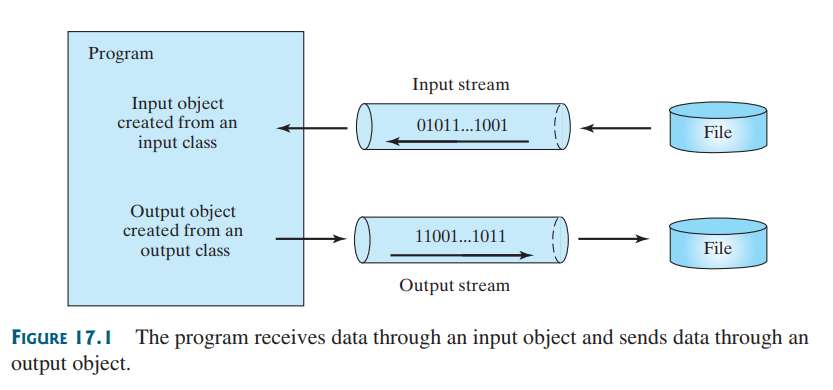 Program
Input stream
Input object
created from an
input class
01011...1001
File
Output object
created from an
output class
11001...1011
File
Output stream
FIGURE 17.1 The program receives data through an input object and sends data through an
output object.